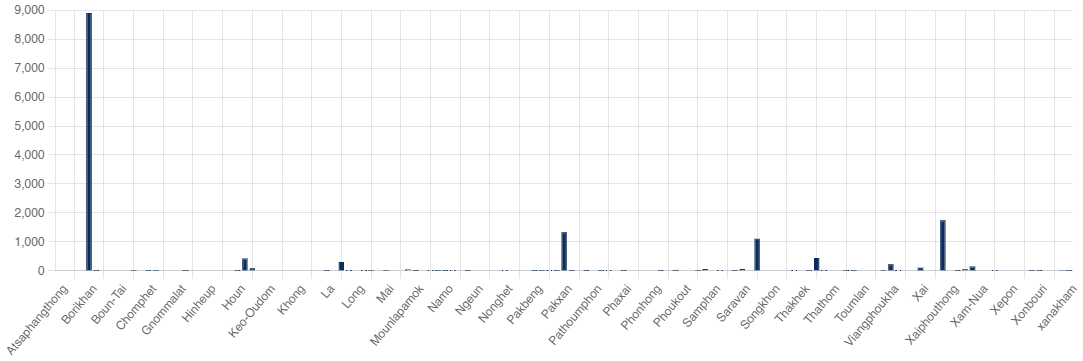 9,000
8,000
7,000
6,000
5,000
4,000
3,000
2,000
1,000
0
Atsaphangthong
Borikhan
Boun-Tai
Chomphet
Gnommalat
Hinheup
Houn
Keo-Oudom
Khong
La
Long
Mai
Mounlapamok
Namo
Ngeun
Nonghet
Pakbeng
Pakxan
Pathoumphon
Phaxai
Phonhong
Phoukout
Samphan
Saravan
Songkhon
Thakhek
Thathom
Toumlan
Viangphoukha
Xai
Xaiphouthong
Xam-Nua
Xepon
Xonbouri
xanakham